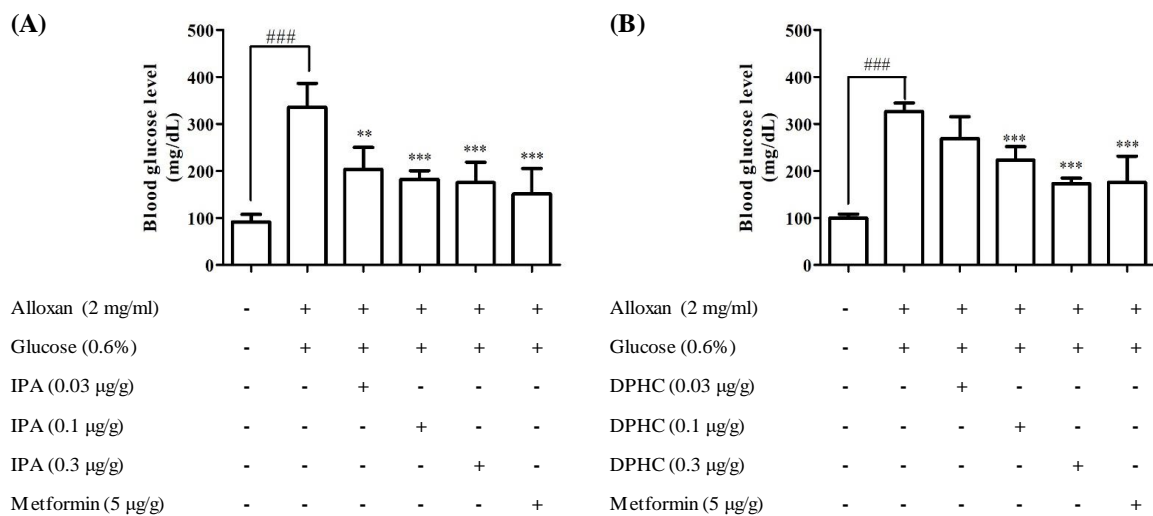 (A)
Blood glucose level
(mg/dL)
500
400
300
200
100
0
###
**
***
***
***
Alloxan (2 mg/ml) - + + + + +
Glucose (0.6%) - + + + + +
IPA (0.03 µg/g) - - + - - -
IPA (0.1 µg/g) - - - + - -
IPA (0.3 µg/g) - - - - + -
Metformin (5 µg/g) - - - - - +
(B)
Blood glucose level
(mg/dL)
500
400
300
200
100
0
###
***
***
***
Alloxan (2 mg/ml) - + + + + +
Glucose (0.6%) - + + + + +
DPHC (0.03 µg/g) - - + - - -
DPHC (0.1 µg/g) - - - + - -
DPHC (0.3 µg/g) - - - - + -
Metformin (5 µg/g) - - - - - +